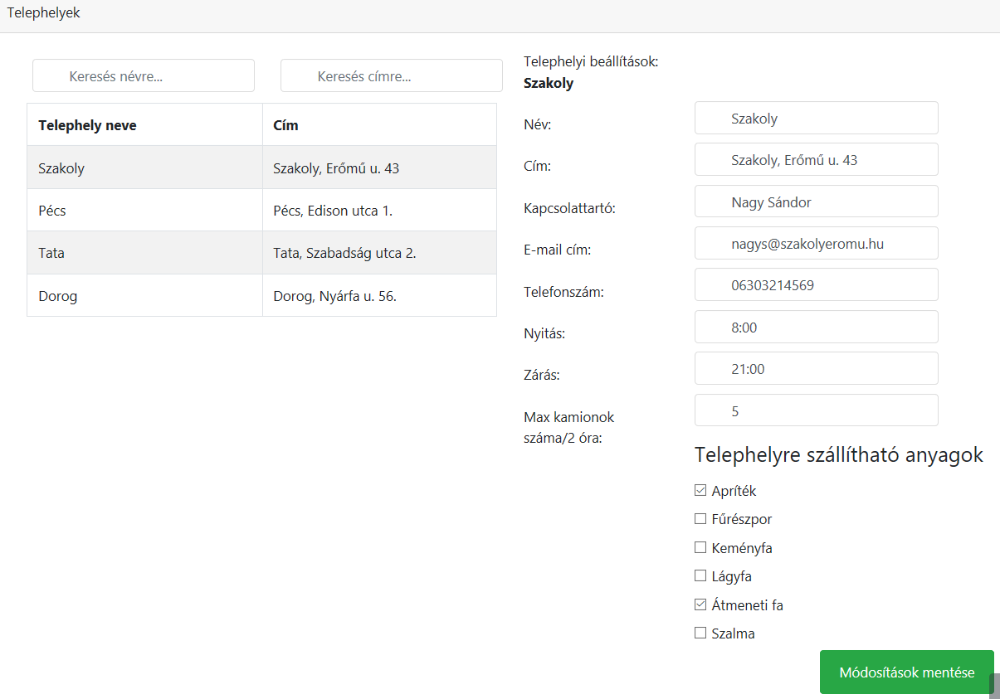 Telephelyek
Keresés névre...
Keresés címre...
Telephely neve
Cím
Szakoly
Szakoly, Erőmű u. 43
Pécs
Pécs, Edison utca 1.
Tata
Tata, Szabadság utca 2.
Dorog
Dorog, Nyárfa u. 56.
Telephelyi beállítások:
Szakoly
Név:
Szakoly
Cím:
Szakoly, Erőmű u. 43
Kapcsolattartó:
Nagy Sándor
E-mail cím:
nagys@szakolyeromu.hu
Telefonszám:
06303214569
Nyitás:
8:00
Zárás:
21:00
Max kamionok
száma/2 óra:
5
Telephelyre szállítható anyagok
Apríték
Fűrészpor
Keményfa
Lágyfa
Átmeneti fa
Szalma
Módosítások mentése